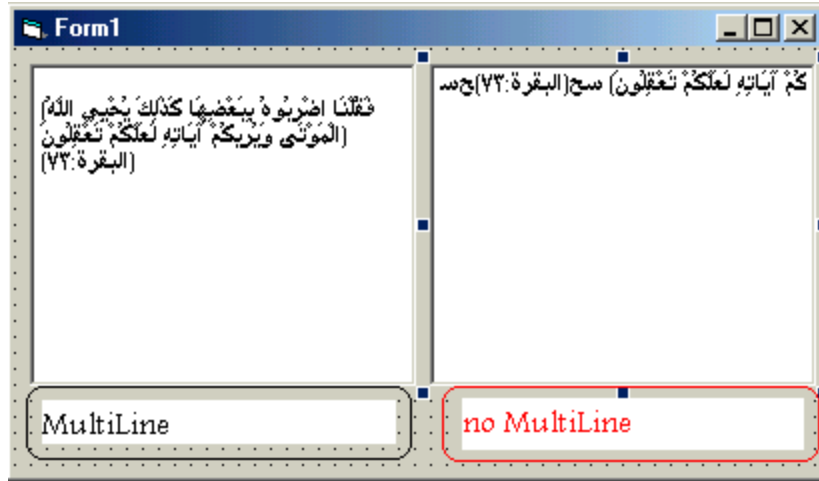 Form1
فَقُلْنَا اضْرِبُوهُ بِبَعْضِهَا كَذَلِكَ يُحْيِي اللَّهُ)
(الْمَوْتَى وَيُرِيكُمْ آيَاتِهِ لَعَلَّكُمْ تَعْقِلُونَ
(البقرة:٧٣)
كُمْ آيَاتِهِ لَعَلَّكُمْ تَعْقِلُونَ) سح(البقرة:٧٣)حسـ
MultiLine
no MultiLine